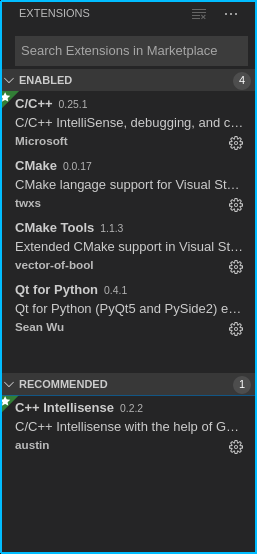 EXTENSIONS
Search Extensions in Marketplace
ENABLED 4
C/C++ 0.25.1
C/C++ IntelliSense, debugging, and c...
Microsoft
CMake 0.0.17
CMake langage support for Visual St...
twxs
CMake Tools 1.1.3
Extended CMake support in Visual St...
vector-of-bool
Qt for Python 0.4.1
Qt for Python (PyQt5 and PySide2) e...
Sean Wu
RECOMMENDED 1
C++ Intellisense 0.2.2
C/C++ Intellisense with the help of G...
austin